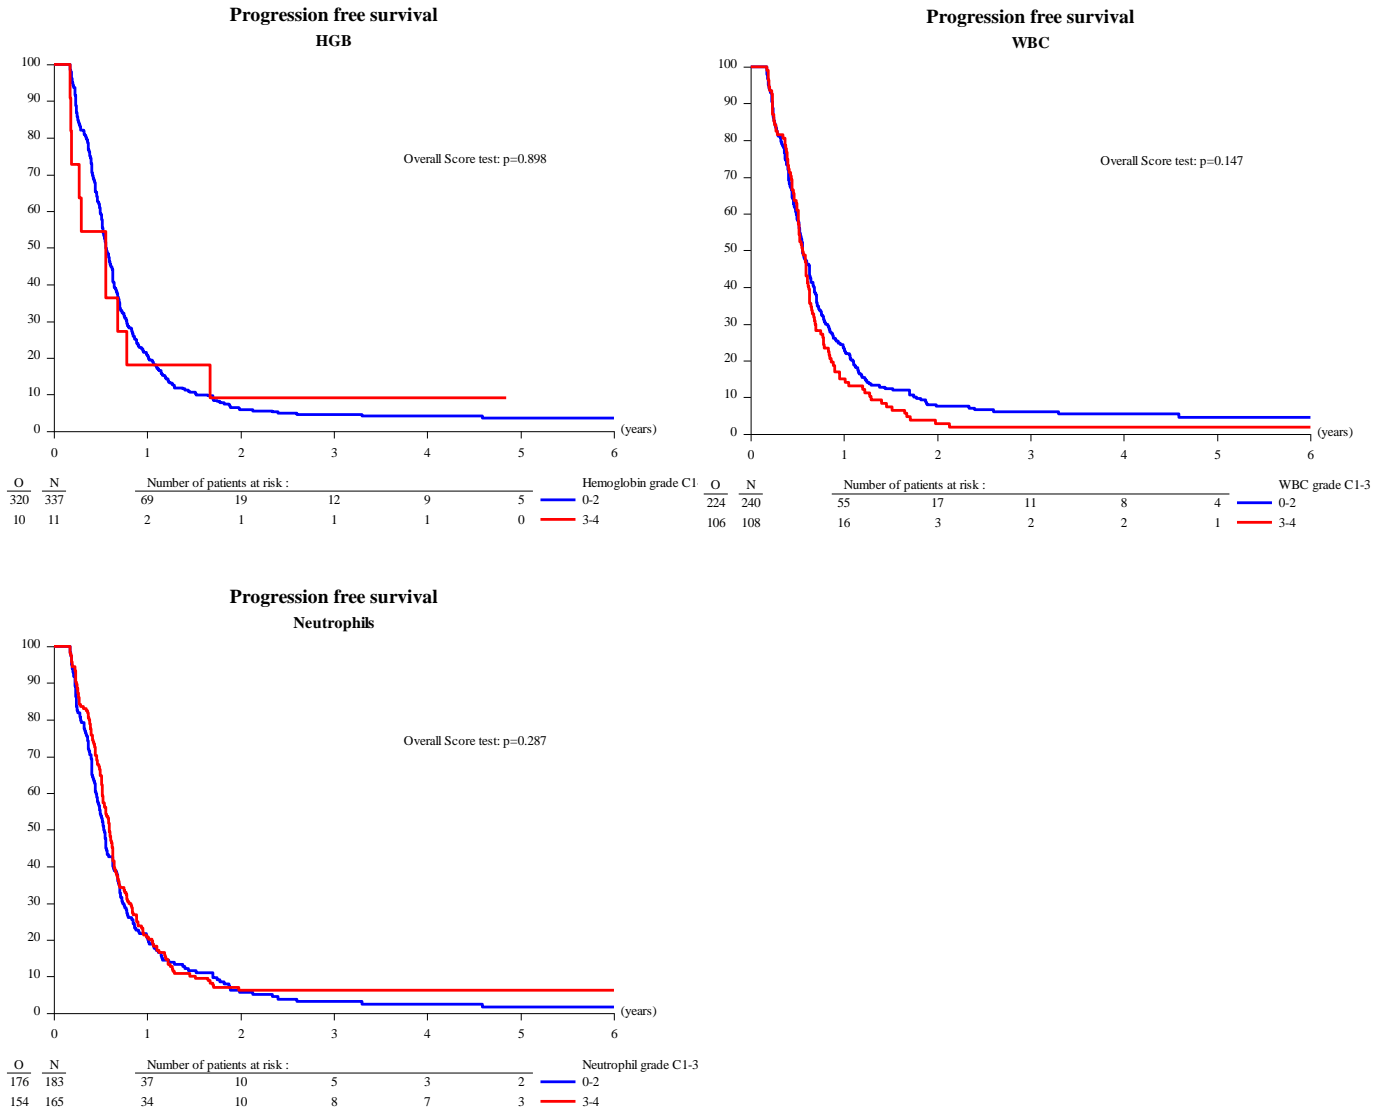 Progression free survival
HGB
100
90
80
70
60
50
40
30
20
10
0
Overall Score test: p=0.898
(years)
0 1 2 3 4 5 6
O N Number of patients at risk : Hemoglobin grade C1-
320 337 69 19 12 9 5 0-2
10 11 2 1 1 1 0 3-4
Progression free survival
WBC
100
90
80
70
60
50
40
30
20
10
0
Overall Score test: p=0.147
(years)
0 1 2 3 4 5 6
O N Number of patients at risk : WBC grade C1-3
224 240 55 17 11 8 4 0-2
106 108 16 3 2 2 1 3-4
Progression free survival
Neutrophils
100
90
80
70
60
50
40
30
20
10
0
Overall Score test: p=0.287
(years)
0 1 2 3 4 5 6
O N Number of patients at risk : Neutrophil grade C1-3
176 183 37 10 5 3 2 0-2
154 165 34 10 8 7 3 3-4